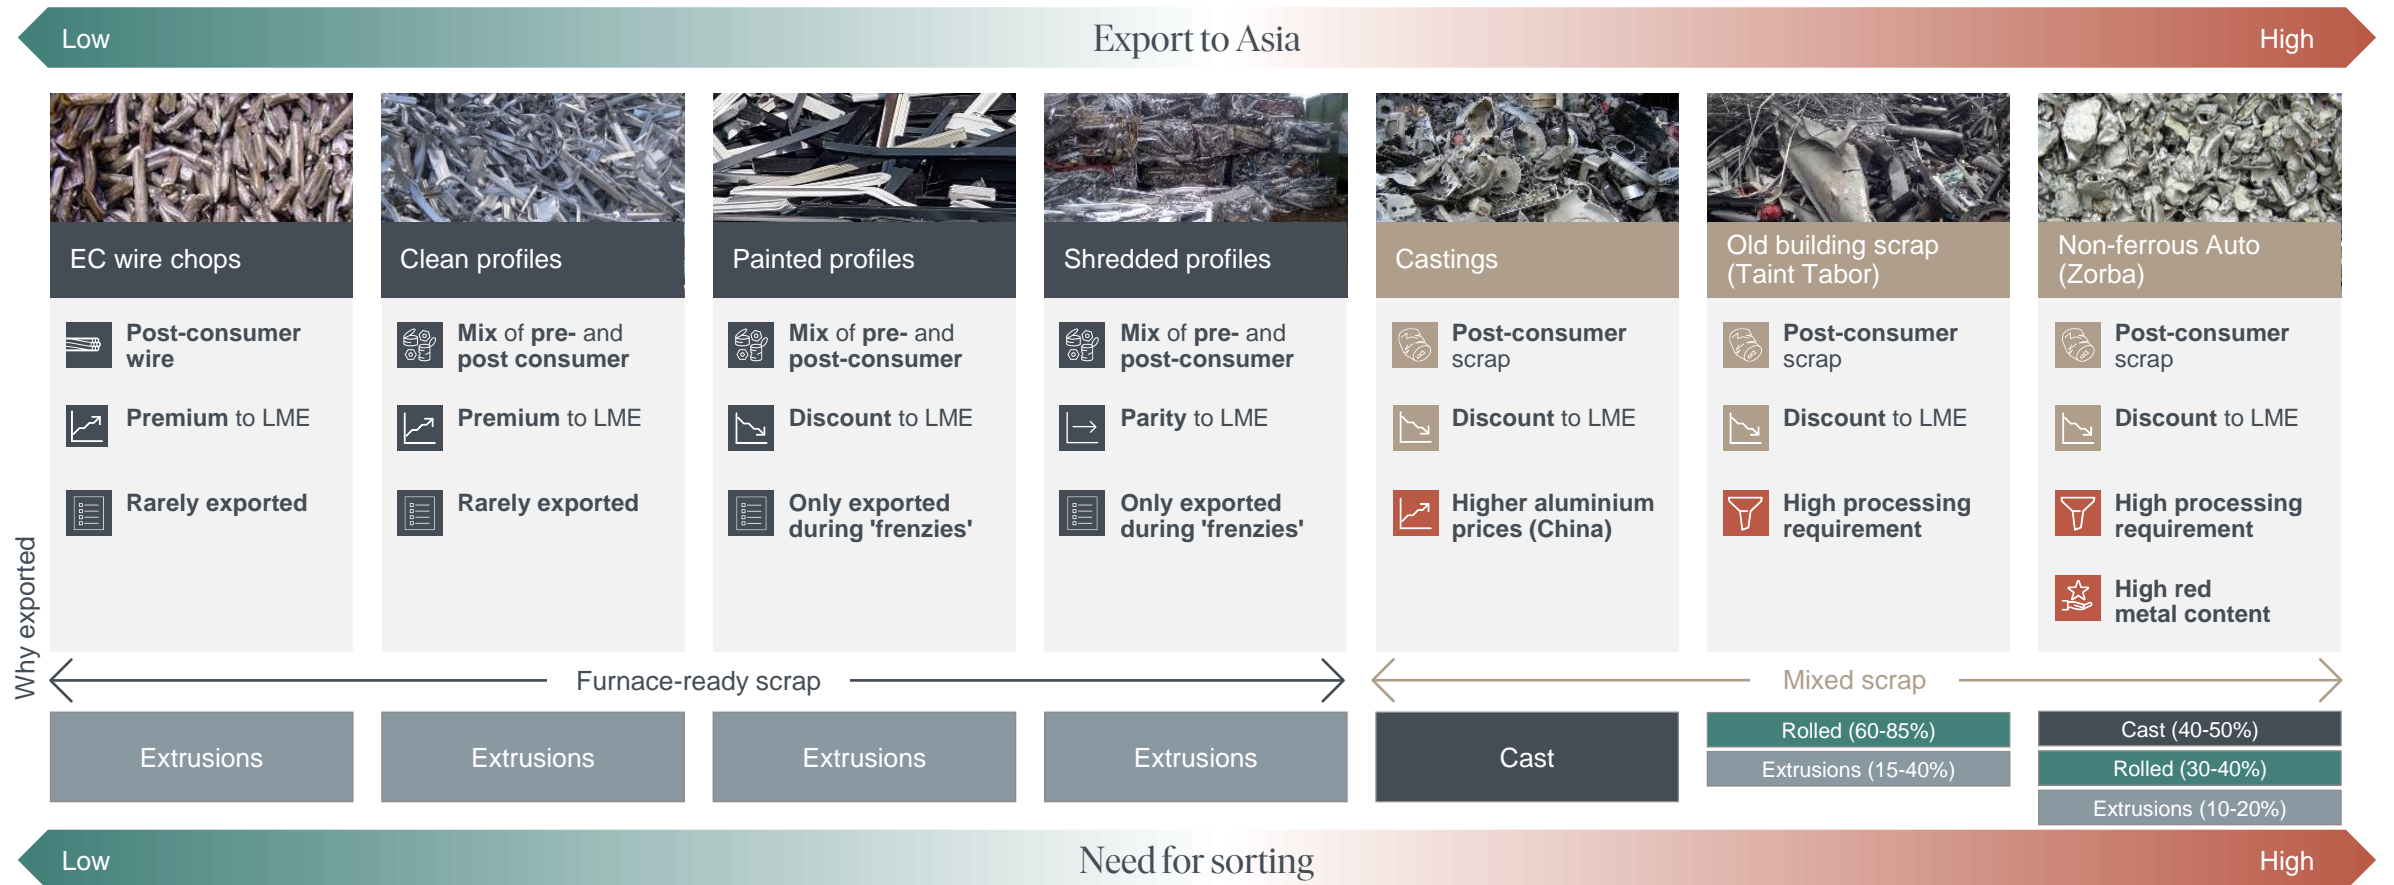 Low
Export to Asia
High
EC wire chops
Post-consumer
wire
Premium to LME
Rarely exported
Clean profiles
Mix of pre- and
post consumer
Premium to LME
Rarely exported
Painted profiles
Mix of pre- and
post-consumer
Discount to LME
Only exported
during 'frenzies'
Shredded profiles
Mix of pre- and
post-consumer
Parity to LME
Only exported
during 'frenzies'
Castings
Post-consumer
scrap
Discount to LME
Higher aluminium
prices (China)
Old building scrap
(Taint Tabor)
Post-consumer
scrap
Discount to LME
High processing
requirement
Non-ferrous Auto
(Zorba)
Post-consumer
scrap
Discount to LME
High processing
requirement
High red
metal content
Why exported
Furnace-ready scrap
Mixed scrap
Extrusions
Extrusions
Extrusions
Extrusions
Cast
Rolled (60-85%)
Extrusions (15-40%)
Cast (40-50%)
Rolled (30-40%)
Extrusions (10-20%)
Low
Need for sorting
High